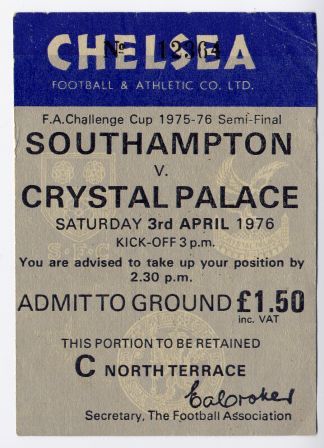 CHELSEA
No 12364
FOOTBALL & ATHLETIC CO. LTD.
F.A.Challenge Cup 1975-76 Semi-Final
SOUTHAMPTON
V.
CRYSTAL PALACE
SATURDAY 3rd APRIL 1976
KICK-OFF 3 p.m.
You are advised to take up your position by
2.30 p.m.
ADMIT TO GROUND £1.50
inc. VAT
THIS PORTION TO BE RETAINED
C NORTH TERRACE
Secretary, The Football Association